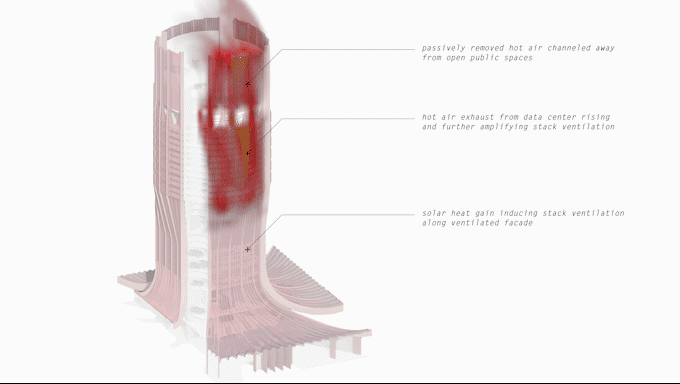 passively removed hot air channeled away
from open public spaces
hot air exhaust from data center rising
and further amplifying stack ventilation
solar heat gain inducing stack ventilation
along ventilated facade